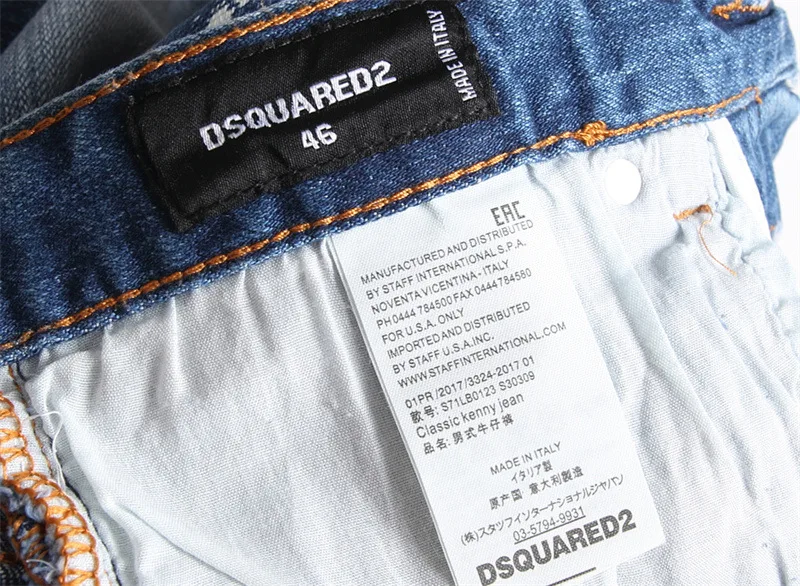 DSQUARED2
46
MADE IN ITALY
EAC
MANUFACTURED AND DISTRIBUTED
BY STAFF INTERNATIONAL S.P.A.
NOVENTA VICENTINA - ITALY
PH 0444 784500 FAX 0444 784580
FOR U.S.A. ONLY
IMPORTED AND DISTRIBUTED
BY STAFF U.S.A.INC.
WWW.STAFFINTERNATIONAL.COM
01PR/2017/3324-2017 01
款号: S71LB0123 S30309
Classic kenny jean
品名: 男式牛仔裤
MADE IN ITALY
イタリア製
原产国 · 意大利製造
(株)スタッフインターナショナルジャパン
03-5794-9931
DSQUARED2